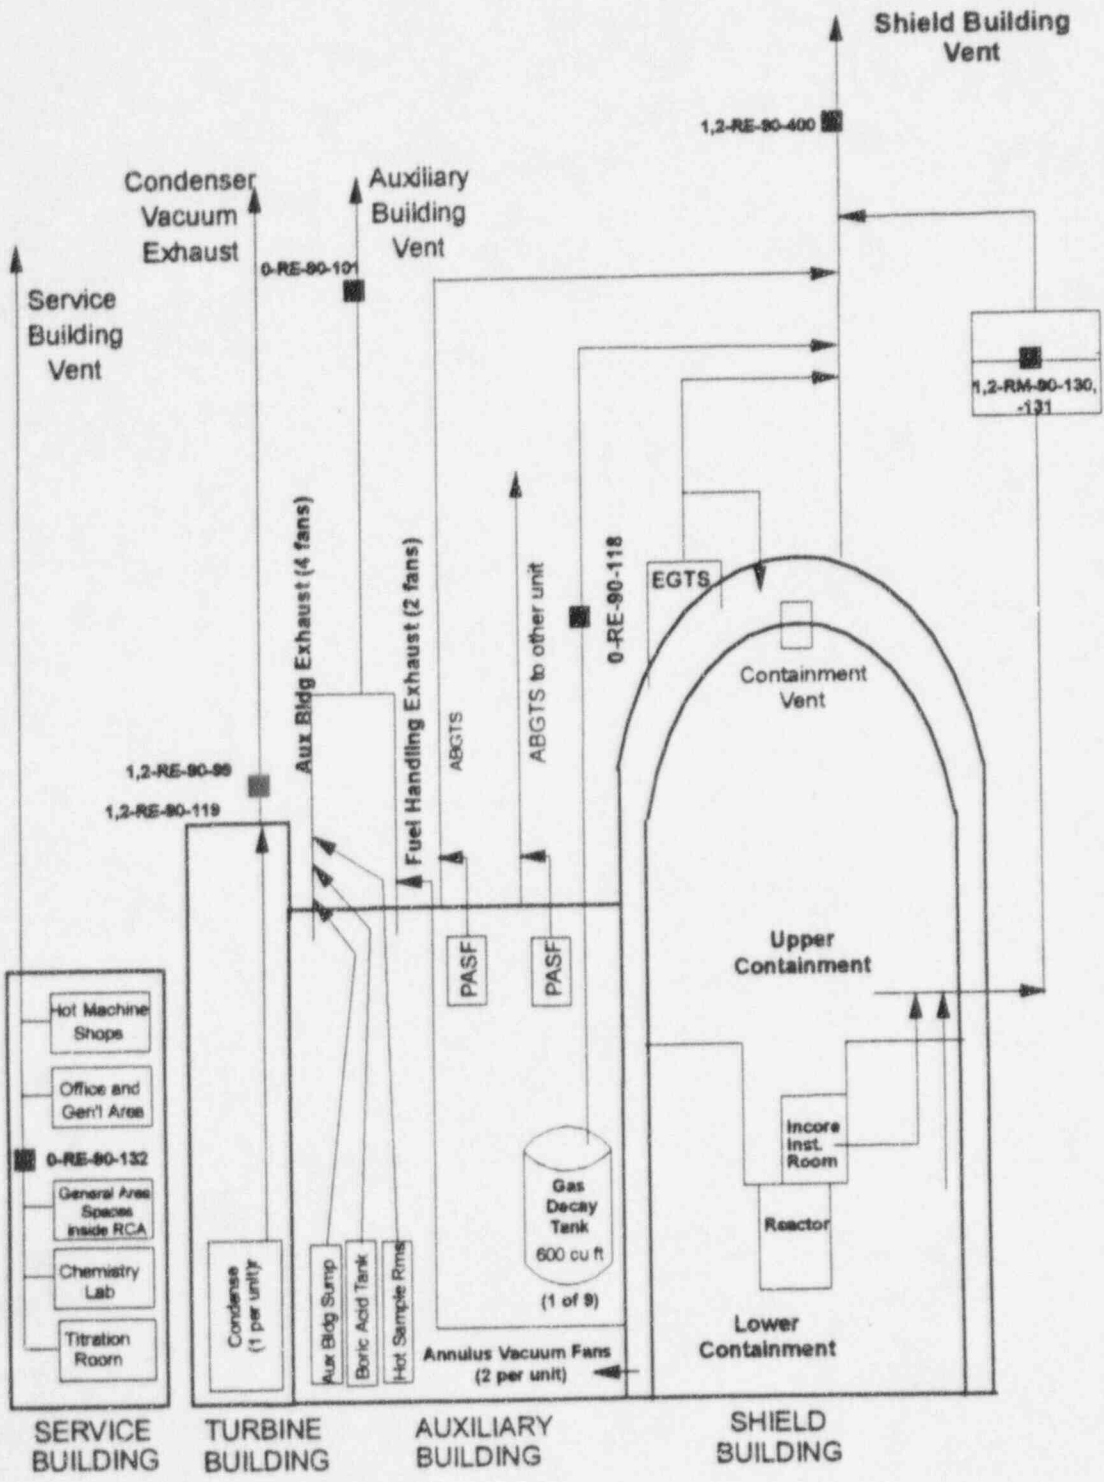 Shield Building
Vent
1,2-RE-90-400
Condenser
Vacuum
Exhaust
Auxiliary
Building
Vent
0-RE-90-101
Service
Building
Vent
1,2-RM-90-130,
-131
Aux Bldg Exhaust (4 fans)
Fuel Handling Exhaust (2 fans)
ABGTS
ABGTS to other unit
0-RE-90-118
EGTS
Containment
Vent
1,2-RE-90-99
1,2-RE-90-119
PASF
PASF
Upper
Containment
Hot Machine
Shops
Office and
Gen'l Area
0-RE-90-132
General Area
Spaces
inside RCA
Chemistry
Lab
Titration
Room
Condense
(1 per unit)r
Aux Bldg Sump
Boric Acid Tank
Hot Sample Rms
Gas
Decay
Tank
600 cu ft
(1 of 9)
Incore
Inst.
Room
Reactor
Lower
Containment
Annulus Vacuum Fans
(2 per unit)
SERVICE
BUILDING
TURBINE
BUILDING
AUXILIARY
BUILDING
SHIELD
BUILDING